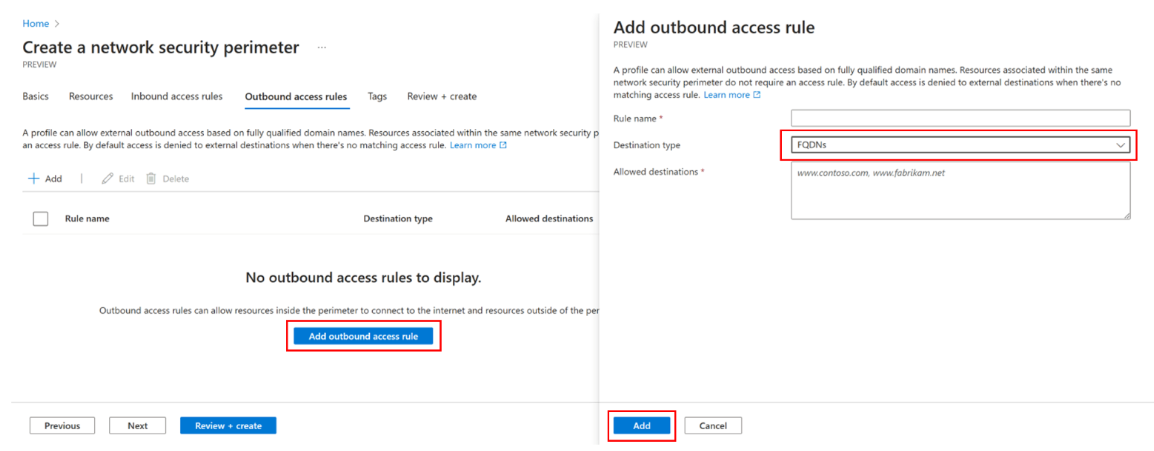 Home >
Create a network security perimeter ...
PREVIEW
Basics Resources Inbound access rules Outbound access rules Tags Review + create
A profile can allow external outbound access based on fully qualified domain names. Resources associated within the same network security p
an access rule. By default access is denied to external destinations when there's no matching access rule. Learn more
+ Add | Edit Delete
Rule name Destination type Allowed destinations
No outbound access rules to display.
Outbound access rules can allow resources inside the perimeter to connect to the internet and resources outside of the per
Add outbound access rule
Previous Next Review + create
Add outbound access rule
PREVIEW
A profile can allow external outbound access based on fully qualified domain names. Resources associated within the same
network security perimeter do not require an access rule. By default access is denied to external destinations when there's no
matching access rule. Learn more
Rule name *
Destination type FQDNs
Allowed destinations * www.contoso.com, www.fabrikam.net
Add Cancel